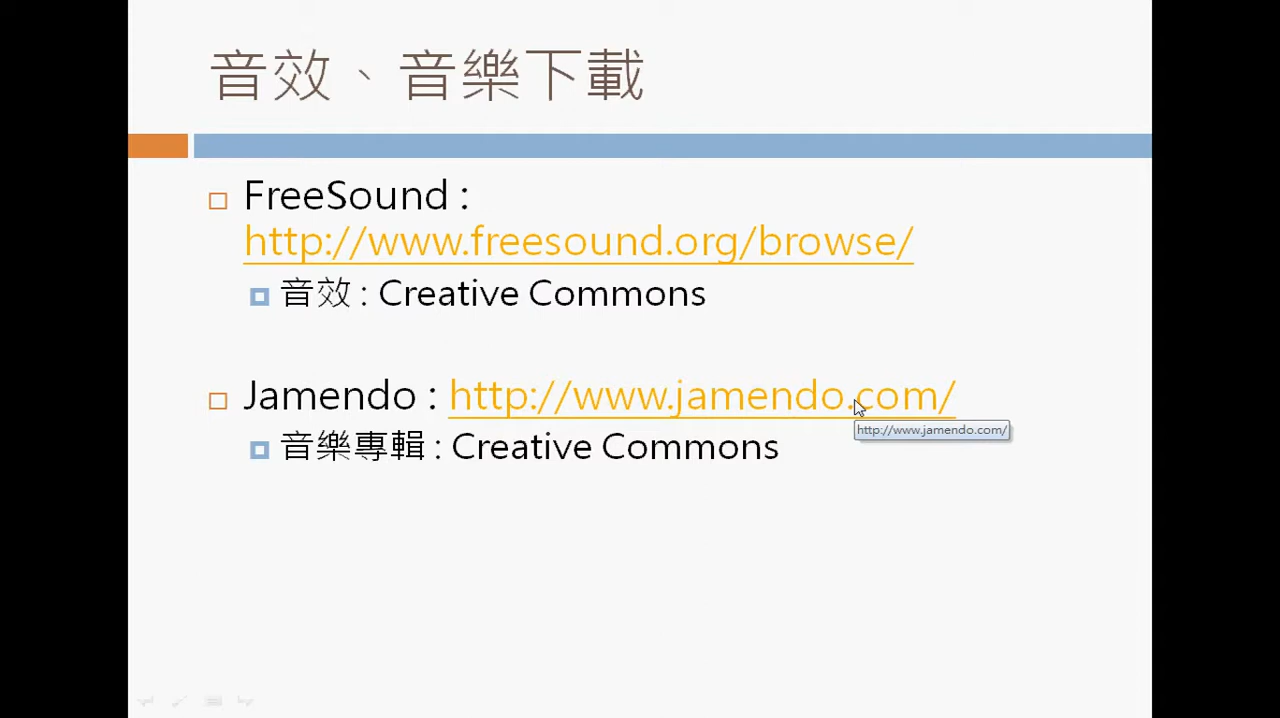 音效、音樂下載
FreeSound :
http://www.freesound.org/browse/
音效 : Creative Commons
Jamendo : http://www.jamendo.com/
http://www.jamendo.com/
音樂專輯 : Creative Commons